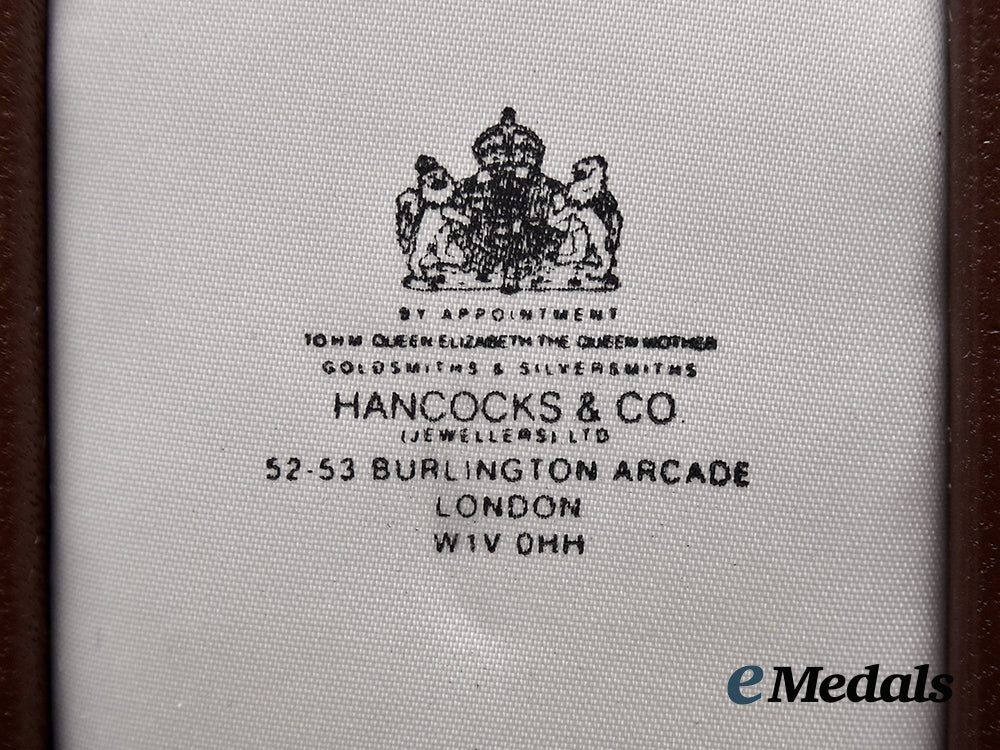 BY APPOINTMENT
TO HM QUEEN ELIZABETH THE QUEEN MOTHER
GOLDSMITHS & SILVERSMITHS
HANCOCKS & CO.
(JEWELLERS) LTD
52-53 BURLINGTON ARCADE
LONDON
W1V 0HH
eMedals